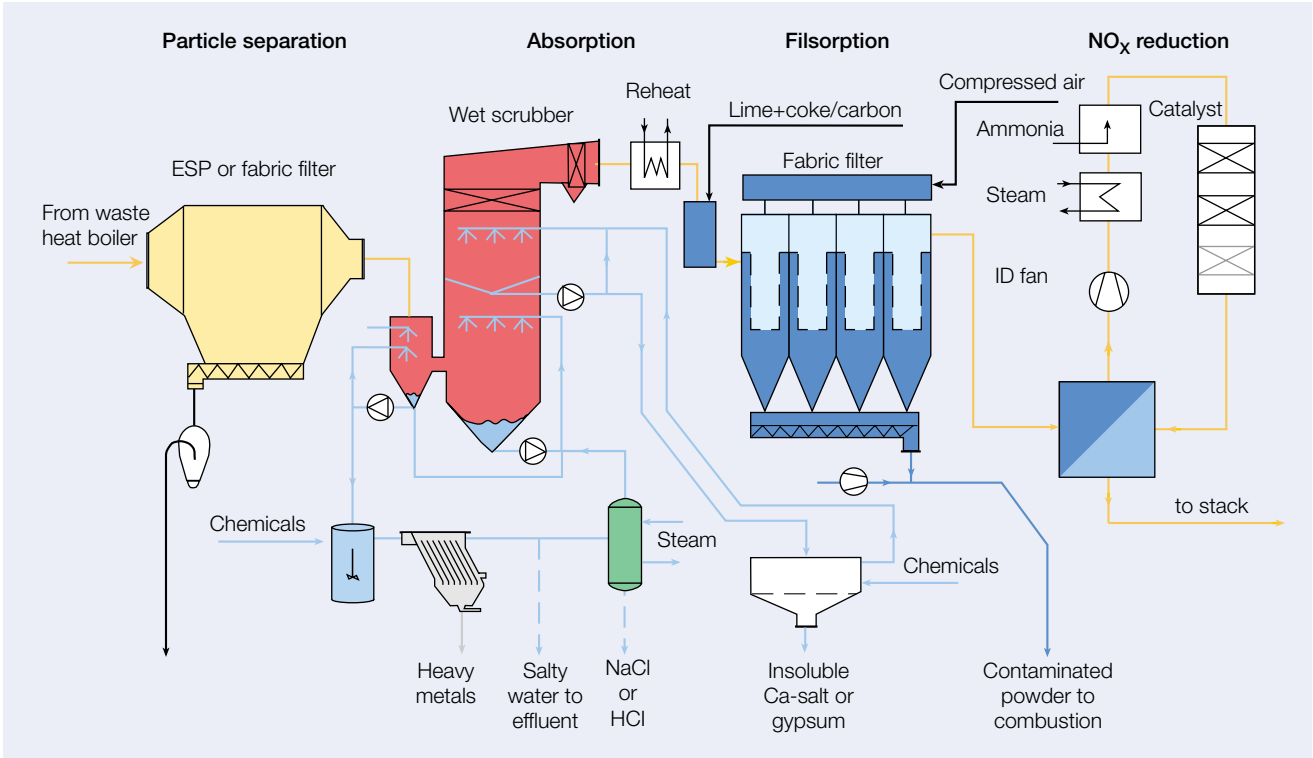 Particle separation
Absorption
Filsorption
NOX reduction
Compressed air
Reheat
Wet scrubber
Lime+coke/carbon
Catalyst
Ammonia
ESP or fabric filter
Fabric filter
Steam
From waste
heat boiler
ID fan
to stack
Chemicals
Steam
Chemicals
Heavy
metals
Salty
water to
effluent
NaCl
or
HCl
Insoluble
Ca-salt or
gypsum
Contaminated
powder to
combustion